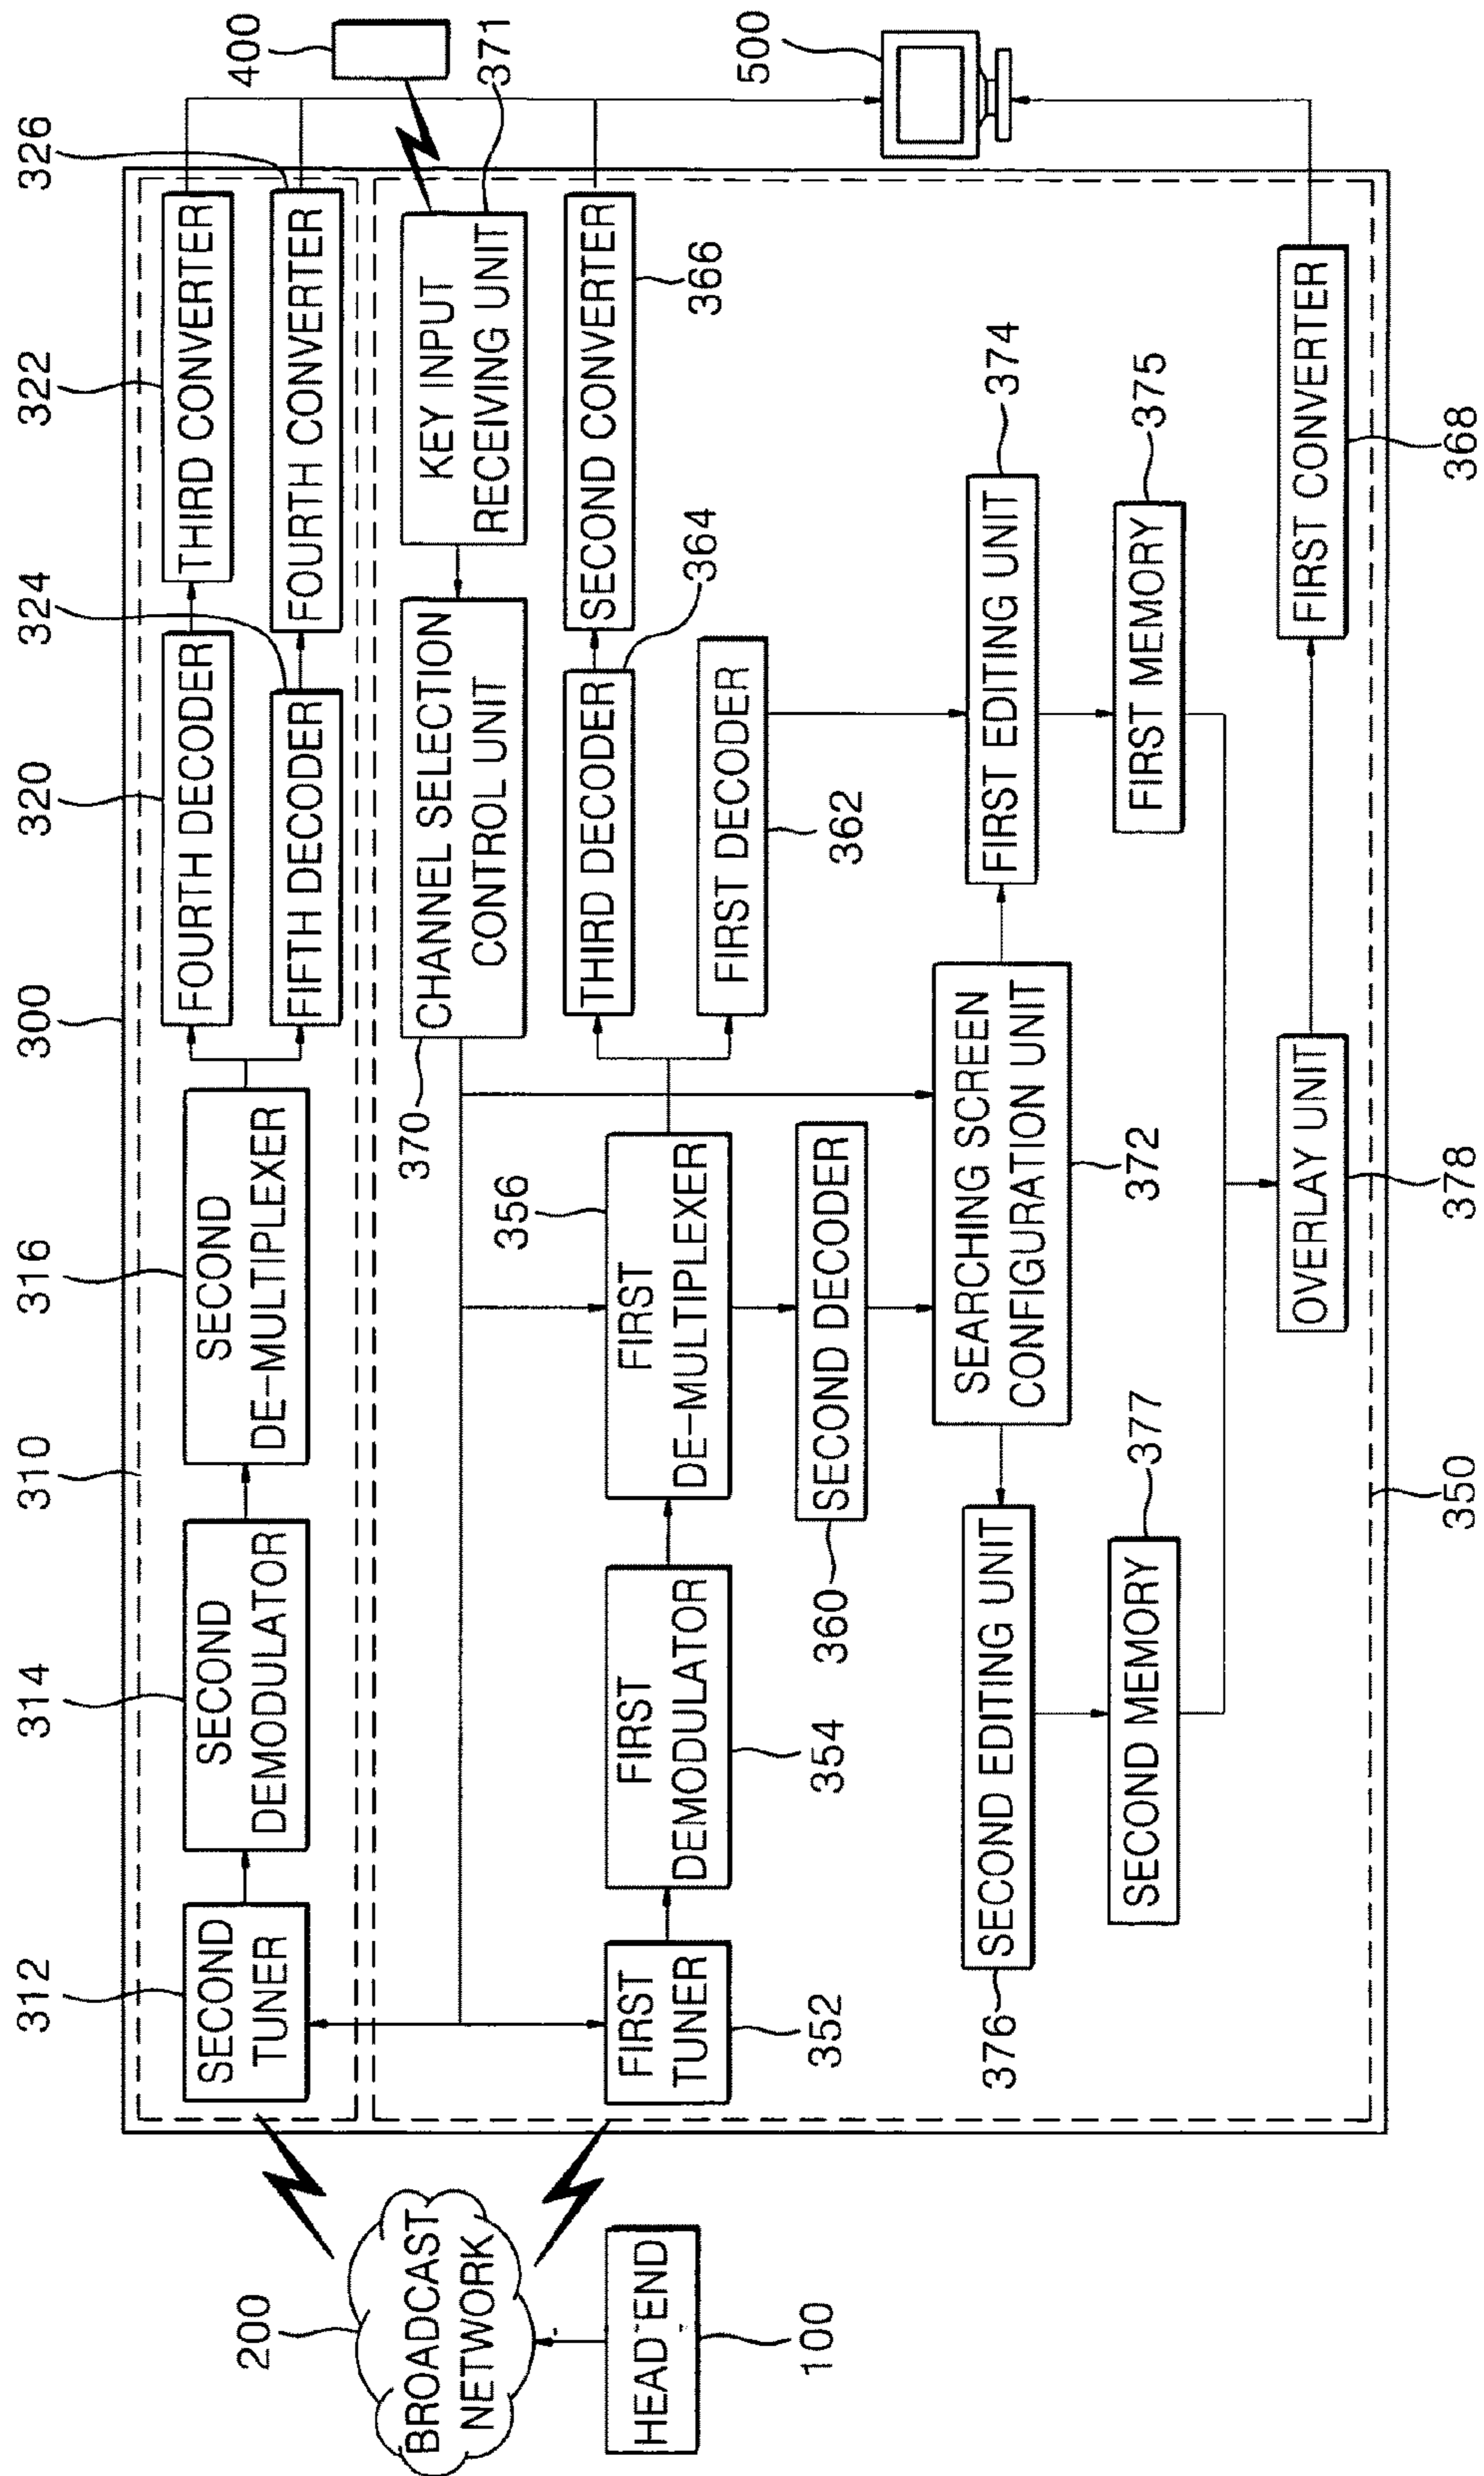 312
314
310
316
300
320
324
322
326
SECOND
TUNER
SECOND
DEMODULATOR
SECOND
DE-MULTIPLEXER
FOURTH DECODER
THIRD CONVERTER
FIFTH DECODER
FOURTH CONVERTER
400
371
200
BROADCAST
NETWORK
370
CHANNEL SELECTION
CONTROL UNIT
KEY INPUT
RECEIVING UNIT
HEAD END
100
FIRST
TUNER
352
FIRST
DEMODULATOR
354
356
FIRST
DE-MULTIPLEXER
THIRD DECODER
364
SECOND CONVERTER
366
FIRST DECODER
362
500
360
SECOND DECODER
376
SECOND EDITING UNIT
SEARCHING SCREEN
CONFIGURATION UNIT
372
FIRST EDITING UNIT
374
SECOND MEMORY
377
FIRST MEMORY
375
OVERLAY UNIT
378
FIRST CONVERTER
368
350